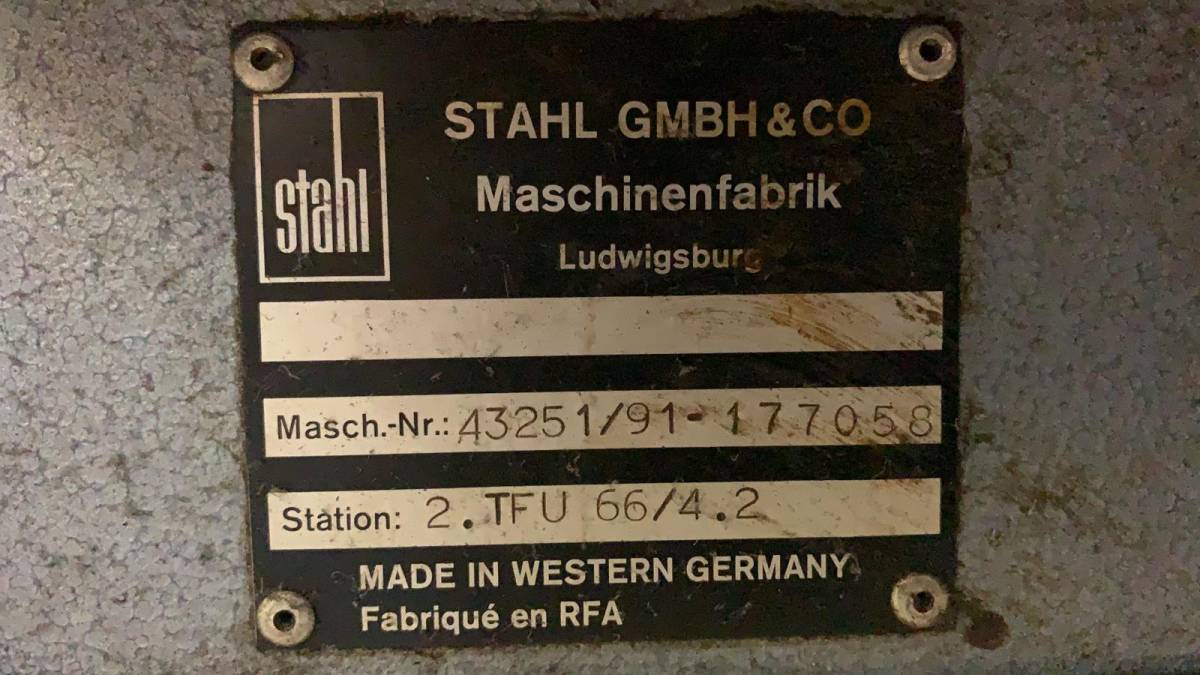 stahl
STAHL GMBH & CO
Maschinenfabrik
Ludwigsburg
Masch.-Nr.: 43251/91-177058
Station: 2.TFU 66/4.2
MADE IN WESTERN GERMANY
Fabriqué en RFA